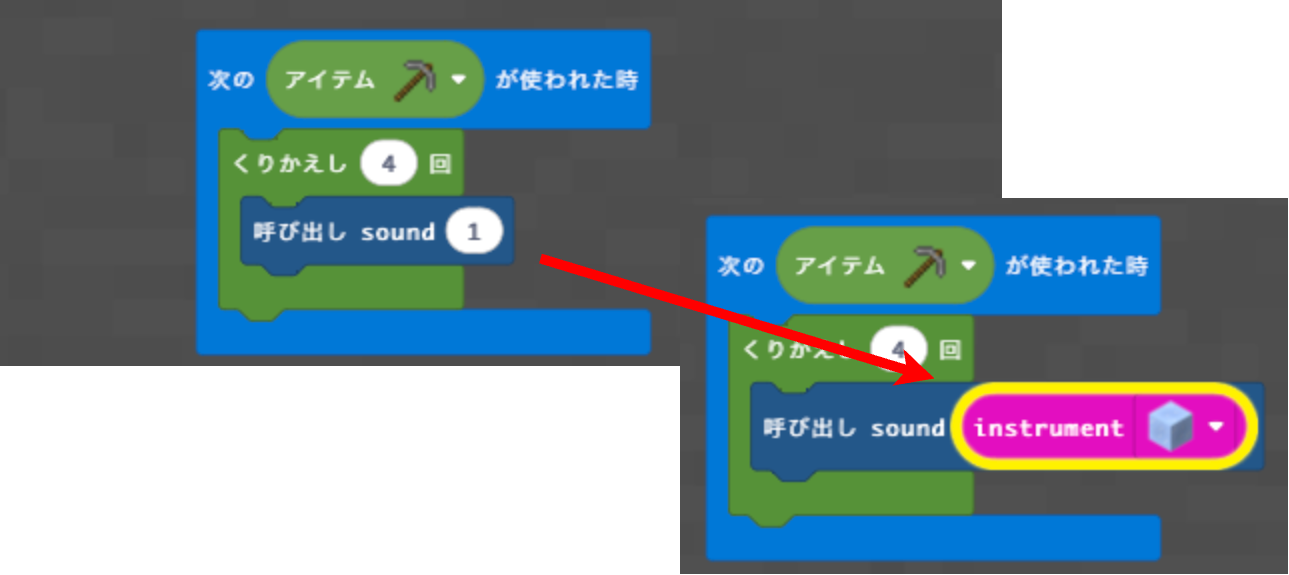 次の アイテム が使われた時
くりかえし 4 回
呼び出し sound 1
次の アイテム が使われた時
くりかえし 4 回
呼び出し sound instrument